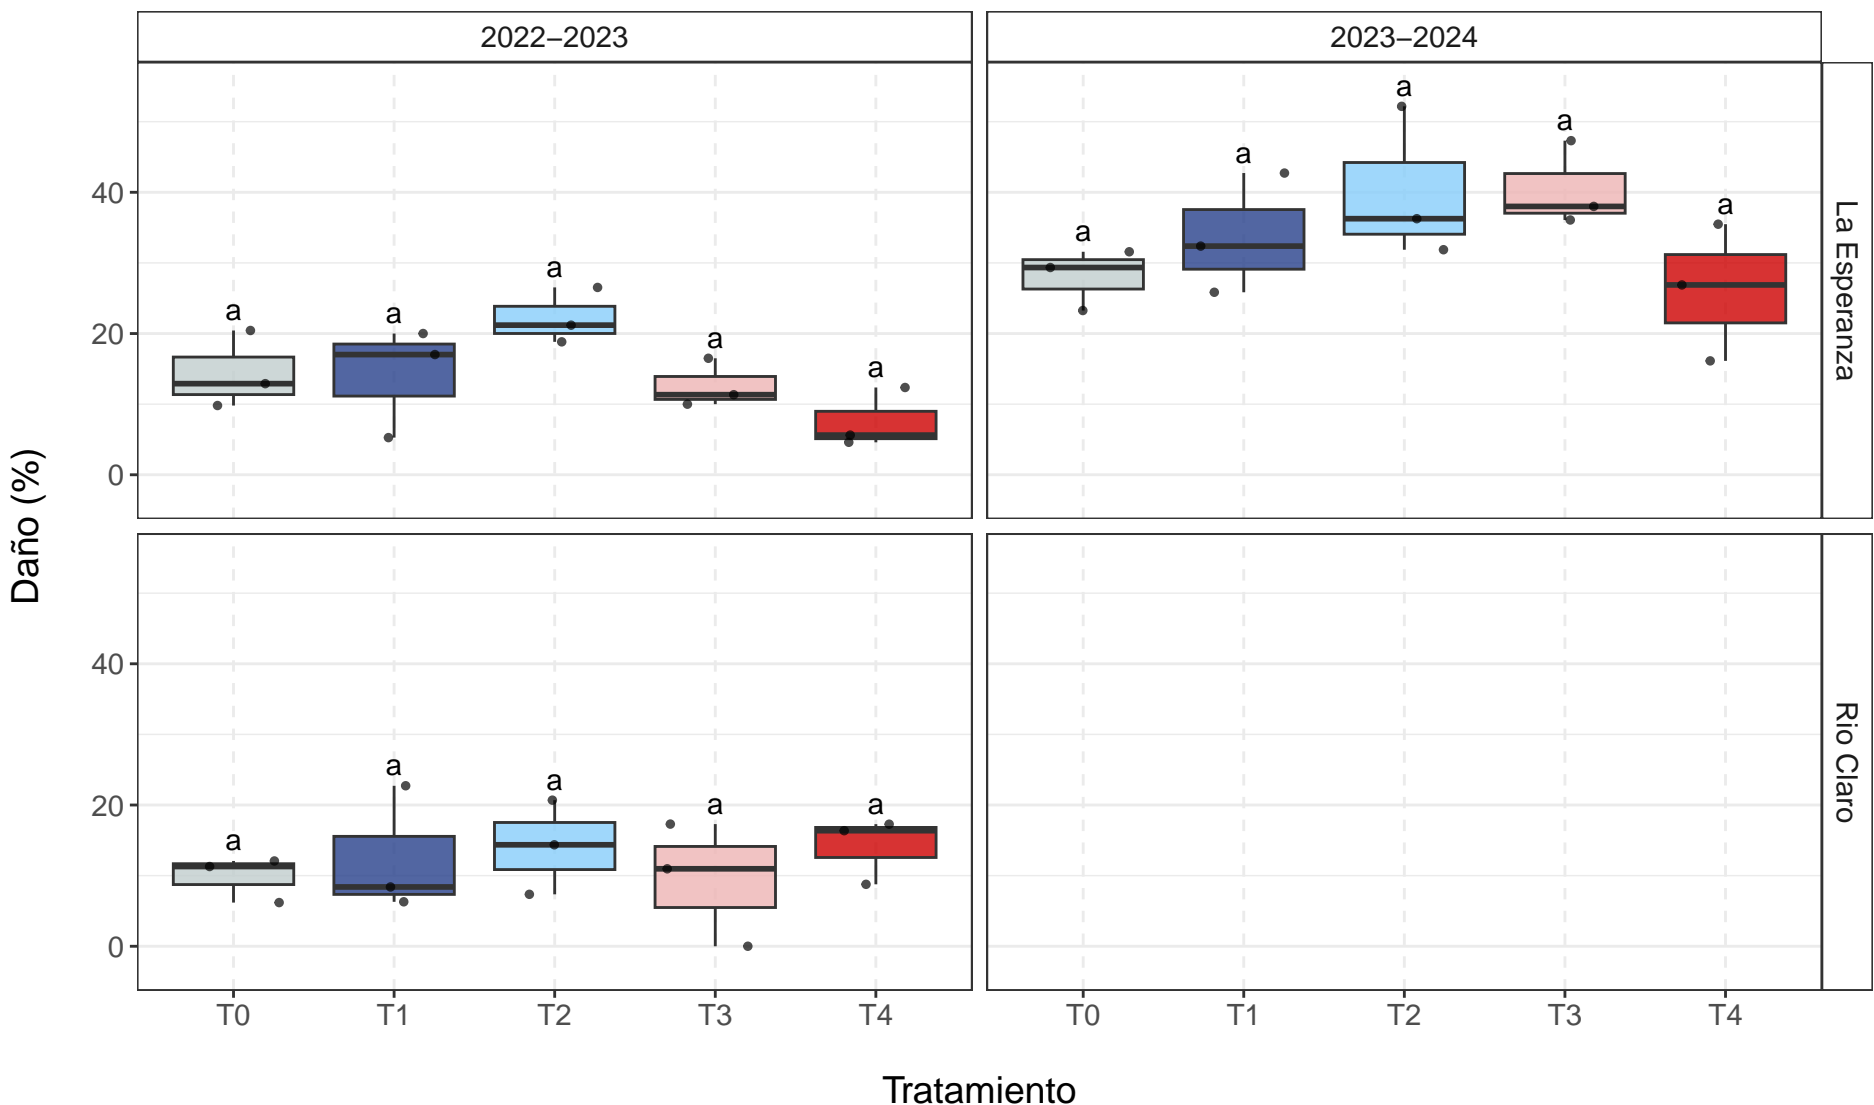 2022–2023 2023–2024
a a a a a a a a a a
40
20
0
La Esperanza
Daño (%)
a a a a a
40
20
0
Rio Claro
T0 T1 T2 T3 T4 T0 T1 T2 T3 T4
Tratamiento